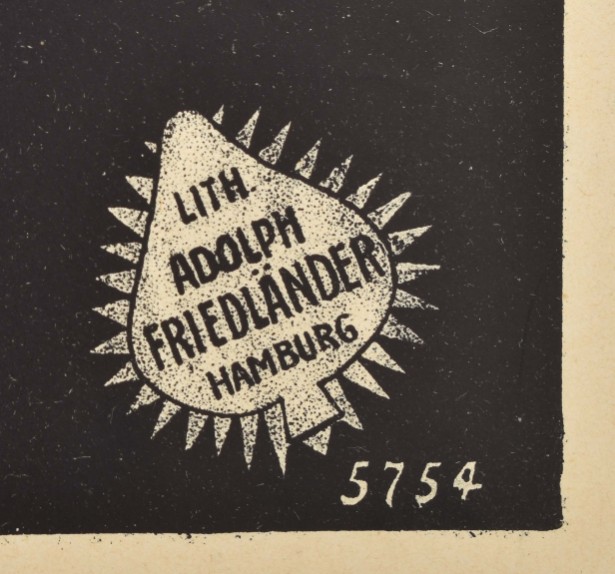 LITH.
ADOLPH
FRIEDLÄNDER
HAMBURG
5754